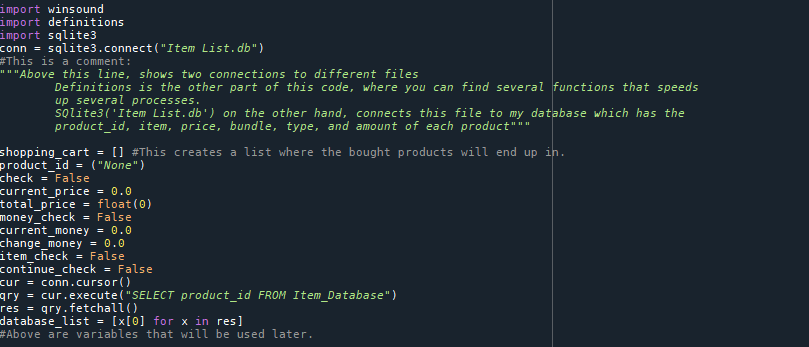 import winsound
import definitions
import sqlite3
conn = sqlite3.connect("Item List.db")
#This is a comment:
"""Above this line, shows two connections to different files
        Definitions is the other part of this code, where you can find several functions that speeds
        up several processes.
        SQlite3('Item List.db') on the other hand, connects this file to my database which has the
        product_id, item, price, bundle, type, and amount of each product"""

shopping_cart = [] #This creates a list where the bought products will end up in.
product_id = ("None")
check = False
current_price = 0.0
total_price = float(0)
money_check = False
current_money = 0.0
change_money = 0.0
item_check = False
continue_check = False
cur = conn.cursor()
qry = cur.execute("SELECT product_id FROM Item_Database")
res = qry.fetchall()
database_list = [x[0] for x in res]
#Above are variables that will be used later.